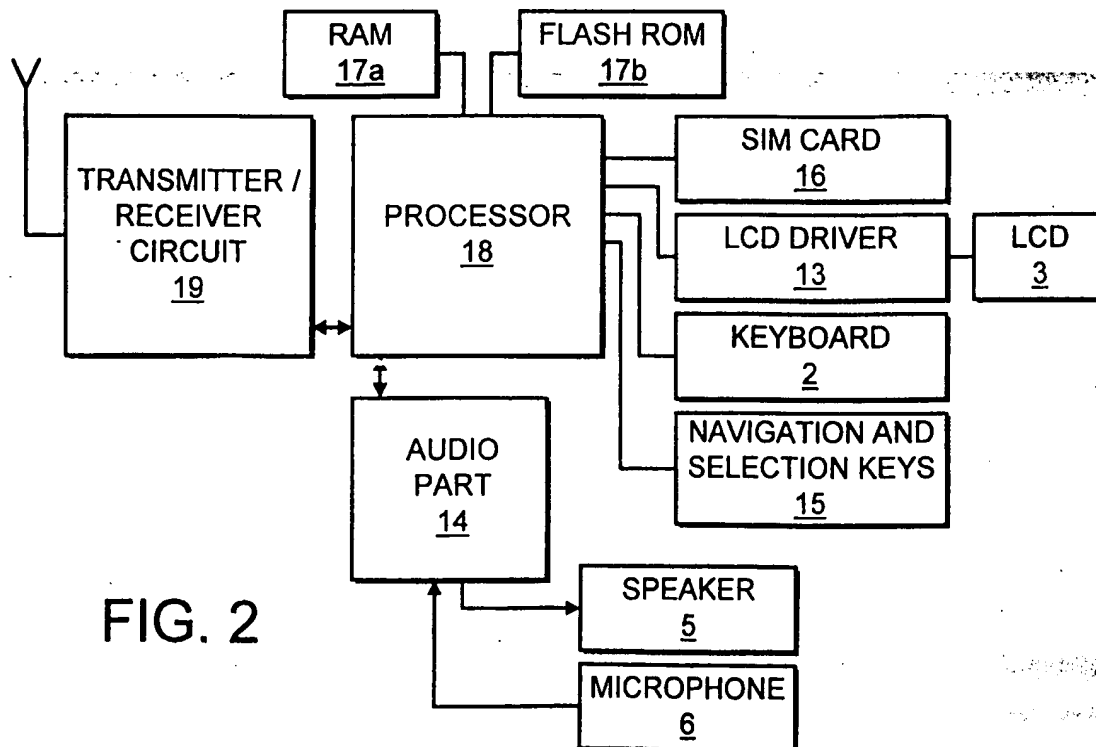 RAM
17a
FLASH ROM
17b
TRANSMITTER /
RECEIVER
CIRCUIT
19
PROCESSOR
18
SIM CARD
16
LCD DRIVER
13
LCD
3
KEYBOARD
2
NAVIGATION AND
SELECTION KEYS
15
AUDIO
PART
14
SPEAKER
5
MICROPHONE
6
FIG. 2